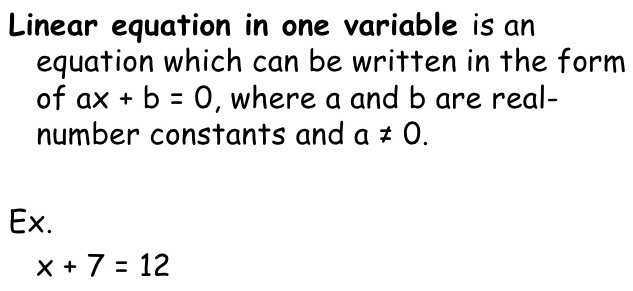 Linear equation in one variable is an
equation which can be written in the form
of ax + b = 0, where a and b are real-
number constants and a ≠ 0.
Ex.
x + 7 = 12